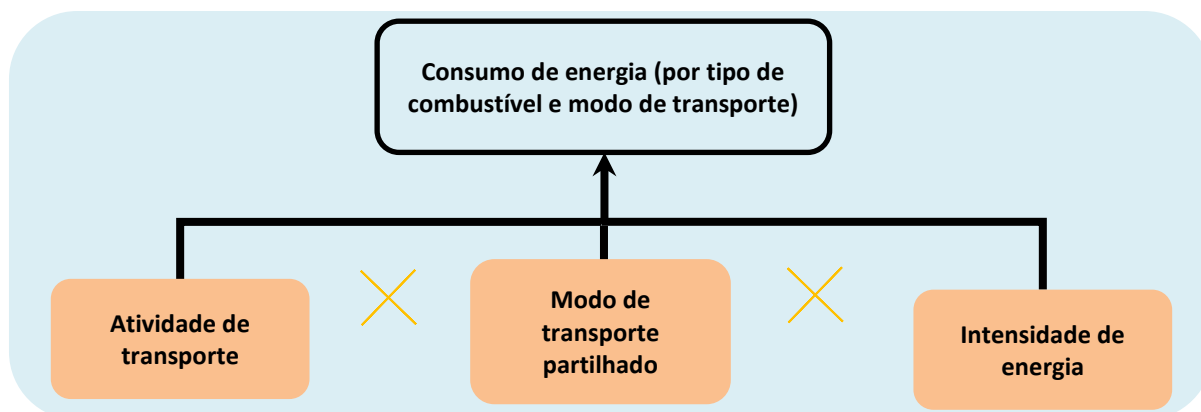 Consumo de energia (por tipo de
combustível e modo de transporte)
Atividade de
transporte
Modo de
transporte
partilhado
Intensidade de
energia